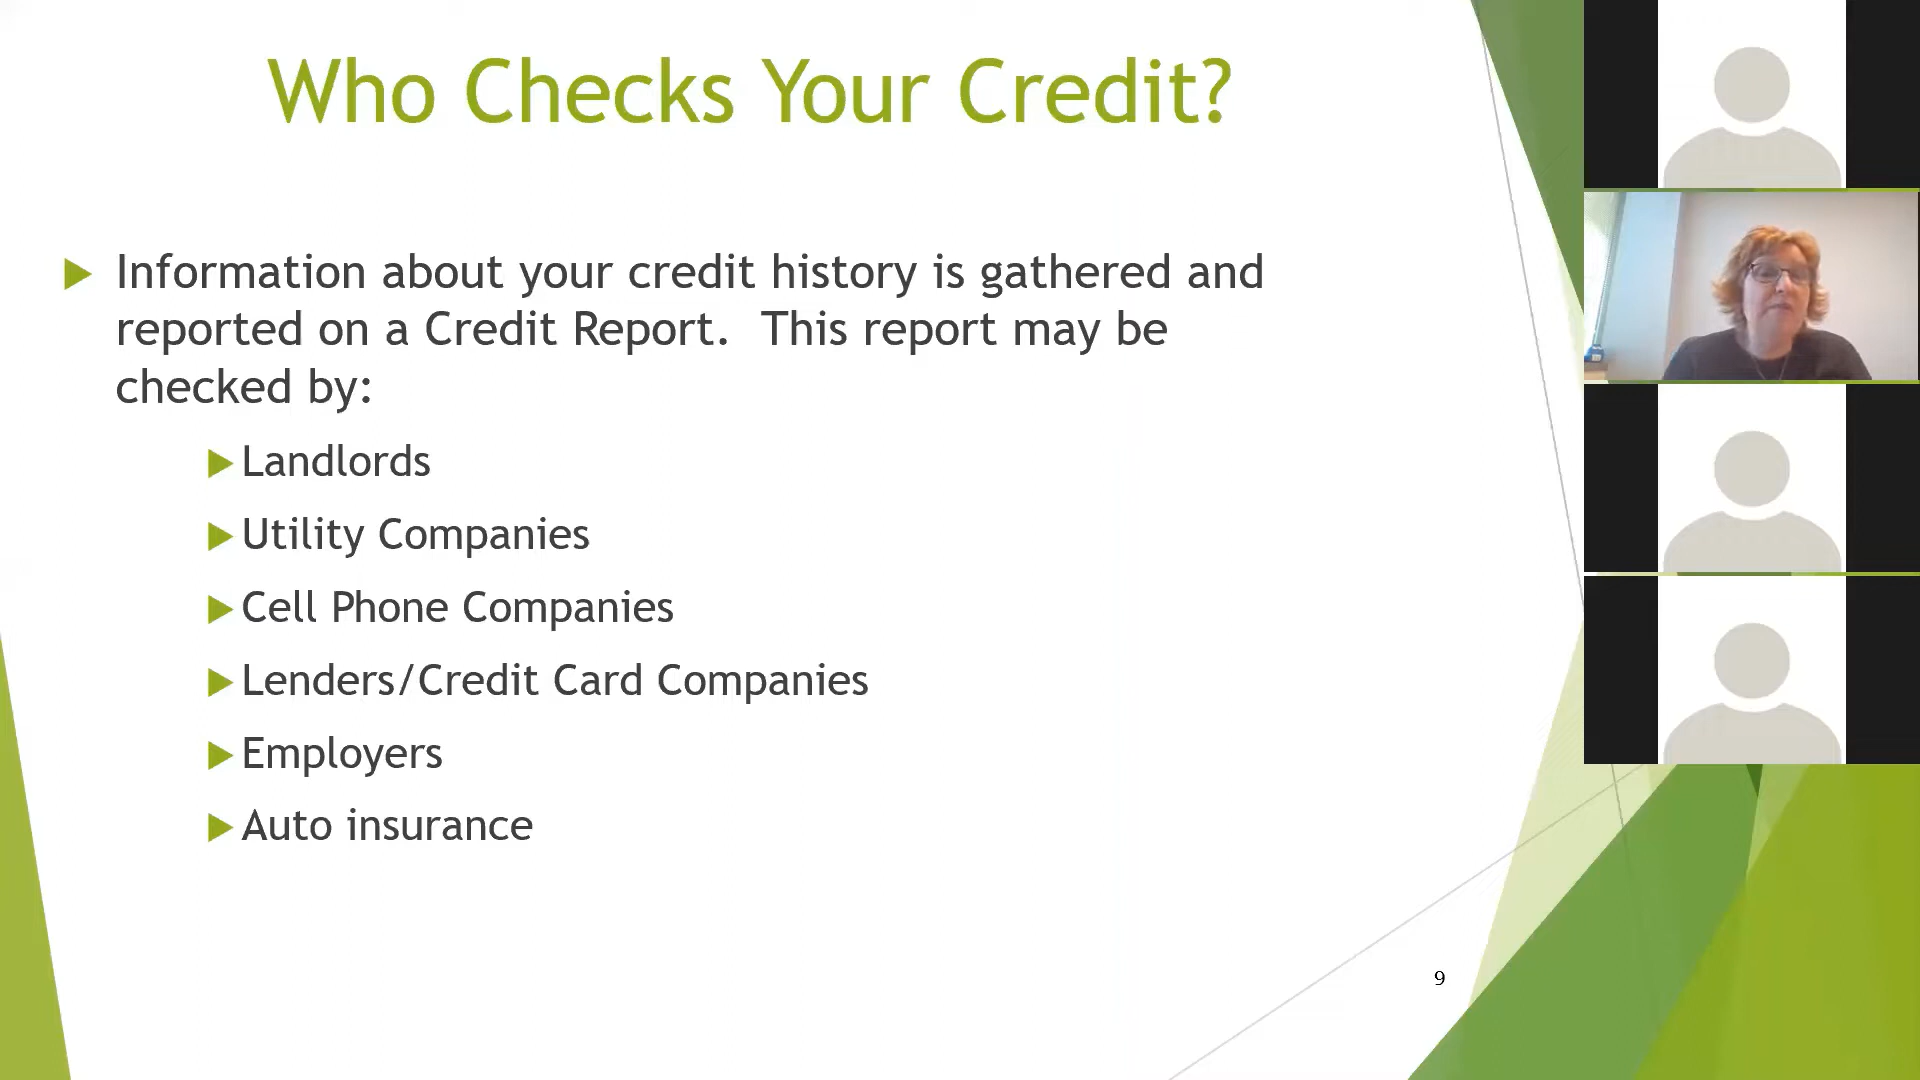 Who Checks Your Credit?
Information about your credit history is gathered and
reported on a Credit Report.  This report may be
checked by:
Landlords
Utility Companies
Cell Phone Companies
Lenders/Credit Card Companies
Employers
Auto insurance
9